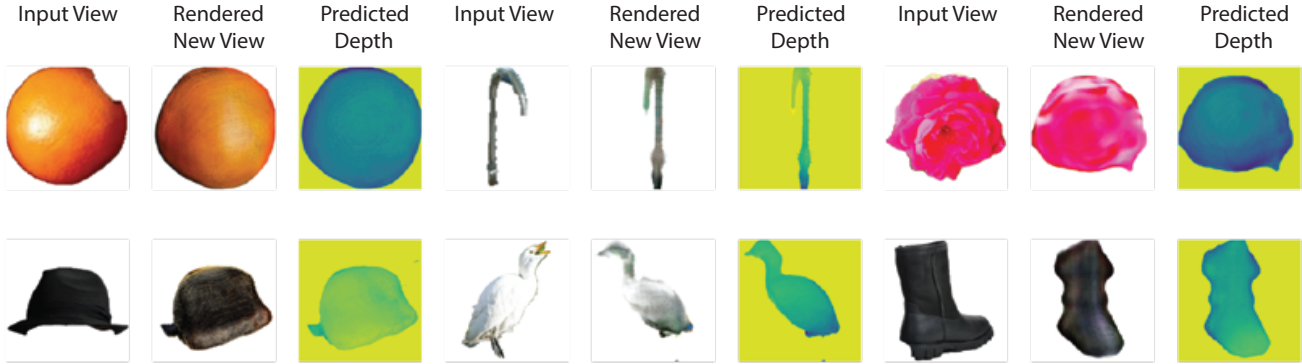 Input View
Rendered
New View
Predicted
Depth
Input View
Rendered
New View
Predicted
Depth
Input View
Rendered
New View
Predicted
Depth